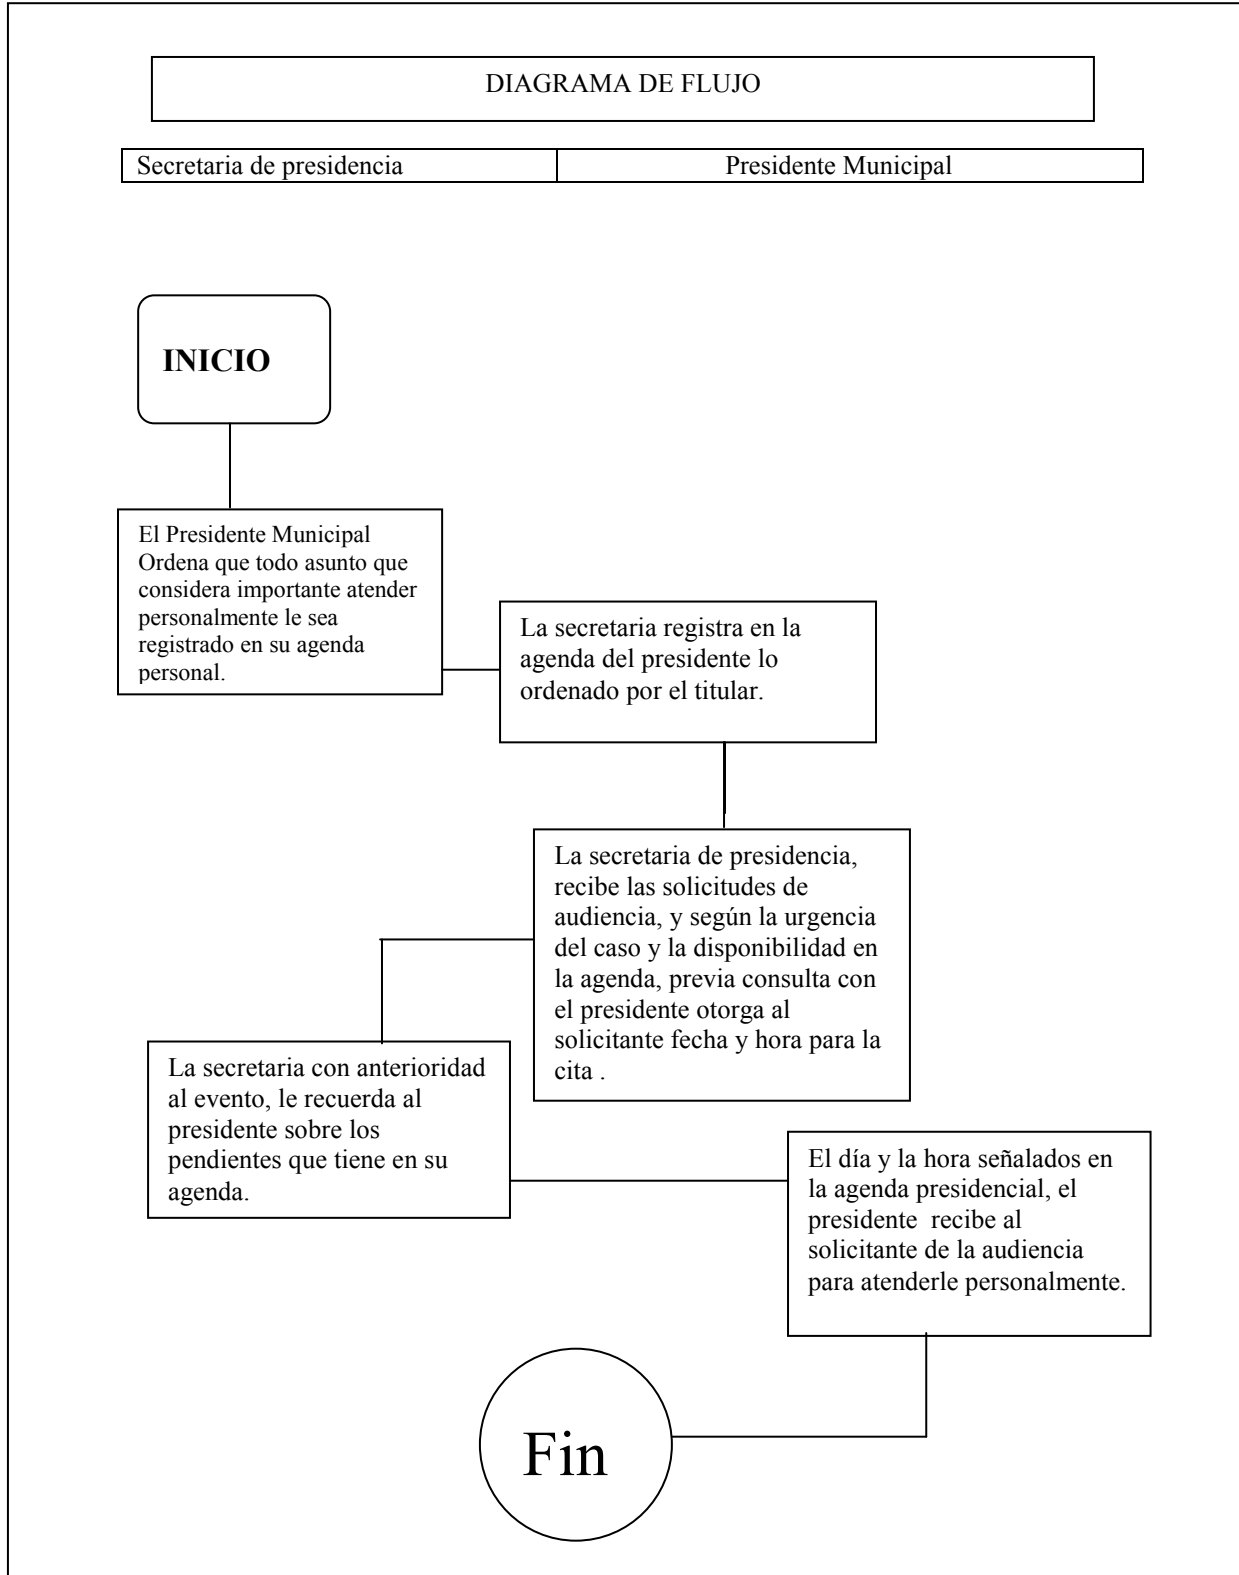 DIAGRAMA DE FLUJO
Secretaria de presidencia
Presidente Municipal
INICIO
El Presidente Municipal
Ordena que todo asunto que
considera importante atender
personalmente le sea
registrado en su agenda
personal.
La secretaria registra en la
agenda del presidente lo
ordenado por el titular.
La secretaria de presidencia,
recibe las solicitudes de
audiencia, y según la urgencia
del caso y la disponibilidad en
la agenda, previa consulta con
el presidente otorga al
solicitante fecha y hora para la
cita .
La secretaria con anterioridad
al evento, le recuerda al
presidente sobre los
pendientes que tiene en su
agenda.
El día y la hora señalados en
la agenda presidencial, el
presidente  recibe al
solicitante de la audiencia
para atenderle personalmente.
Fin